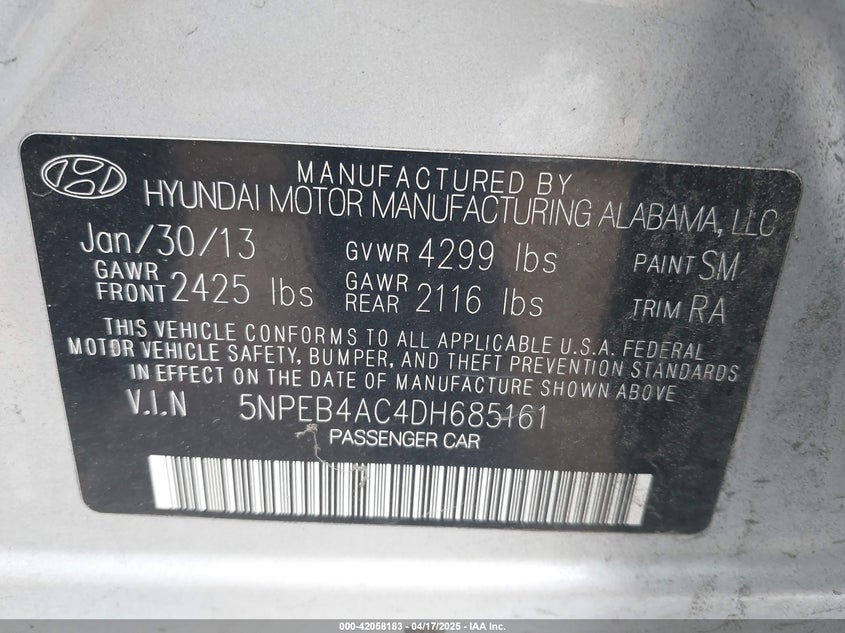 MANUFACTURED BY
HYUNDAI MOTOR MANUFACTURING ALABAMA, LLC
Jan/30/13 GVWR 4299 lbs PAINT SM
GAWR FRONT 2425 lbs GAWR REAR 2116 lbs TRIM RA
THIS VEHICLE CONFORMS TO ALL APPLICABLE U.S.A. FEDERAL
MOTOR VEHICLE SAFETY, BUMPER, AND THEFT PREVENTION STANDARDS
IN EFFECT ON THE DATE OF MANUFACTURE SHOWN ABOVE
V.I.N 5NPEB4AC4DH685161
PASSENGER CAR
000-42058183 - 04/17/2025 - IAA Inc.